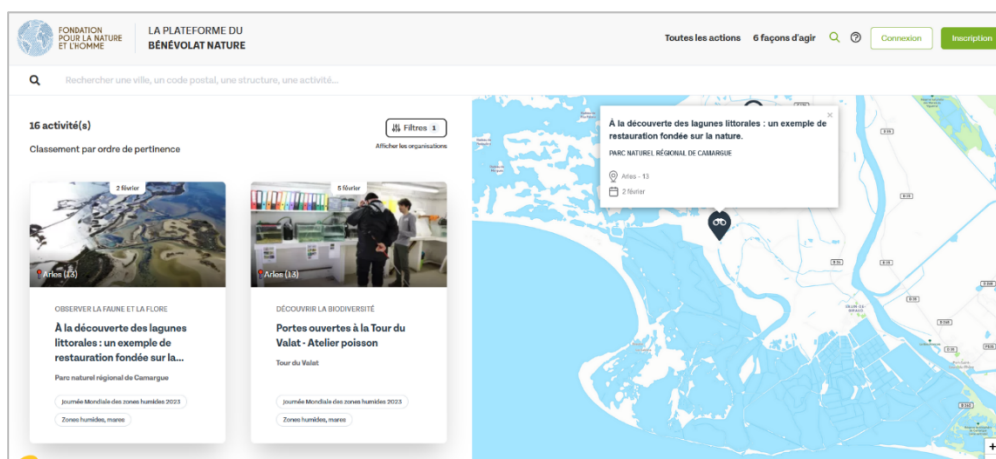 FONDATION
POUR LA NATURE
ET L'HOMME
LA PLATEFORME DU
BÉNÉVOLAT NATURE
Toutes les actions
6 façons d'agir
Connexion
Inscription
Rechercher une ville, un code postal, une structure, une activité...
16 activité(s)
Filtres 1
Classement par ordre de pertinence
Afficher les organisations
2 février
Arles (13)
OBSERVER LA FAUNE ET LA FLORE
À la découverte des lagunes
littorales : un exemple de
restauration fondée sur la...
Parc naturel régional de Camargue
Journée Mondiale des zones humides 2023
Zones humides, mares
5 février
Arles (13)
DÉCOUVRIR LA BIODIVERSITÉ
Portes ouvertes à la Tour du
Valat - Atelier poisson
Tour du Valat
Journée Mondiale des zones humides 2023
Zones humides, mares
À la découverte des lagunes littorales : un exemple de
restauration fondée sur la nature.
PARC NATUREL RÉGIONAL DE CAMARGUE
Arles - 13
2 février
+